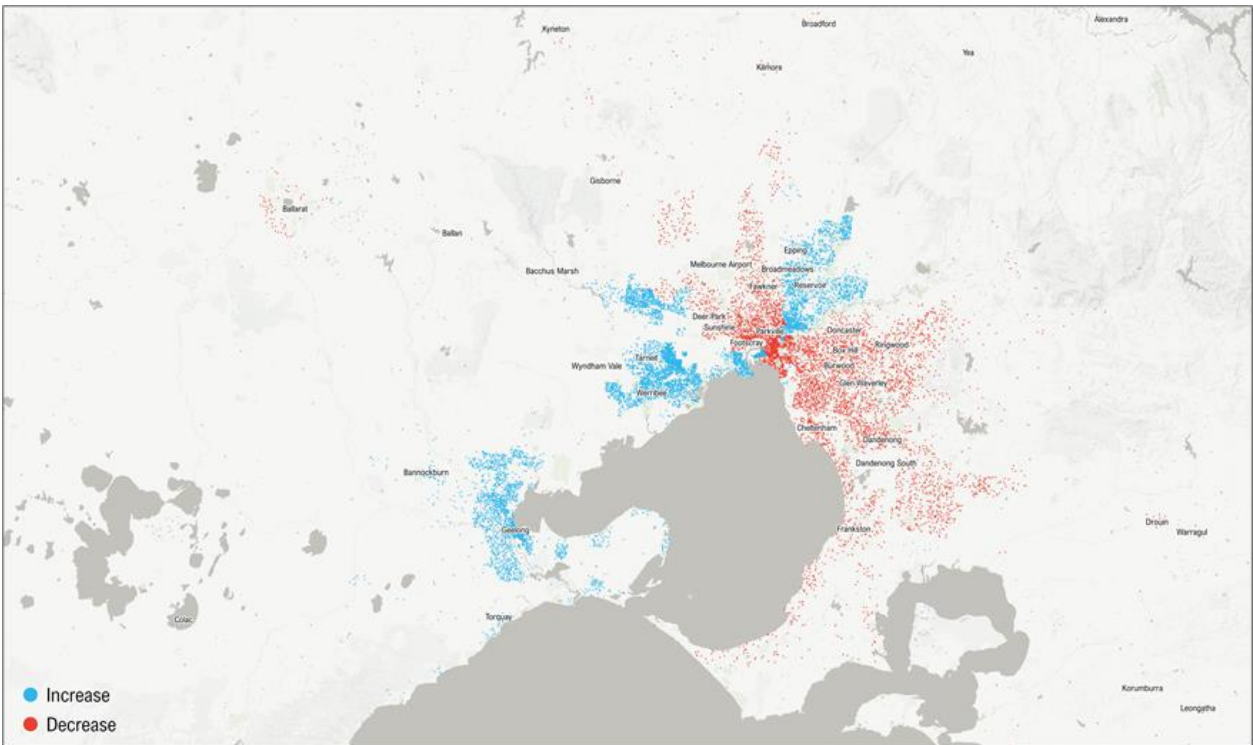 Alexandra
Broadford
Kyneton
Yea
Kilmore
Gisborne
Ballarat
Ballan
Epping
Melbourne Airport
Broadmeadows
Bacchus Marsh
Fawkner
Reservoir
Deer Park
Sunshine
Parkville
Doncaster
Footscray
Box Hill
Ringwood
Tarneit
Wyndham Vale
Burwood
Glen Waverley
Werribee
Cheltenham
Dandenong
Dandenong South
Bannockburn
Geelong
Frankston
Drouin
Warragul
Torquay
Colac
Korumburra
Leongatha
Increase
Decrease